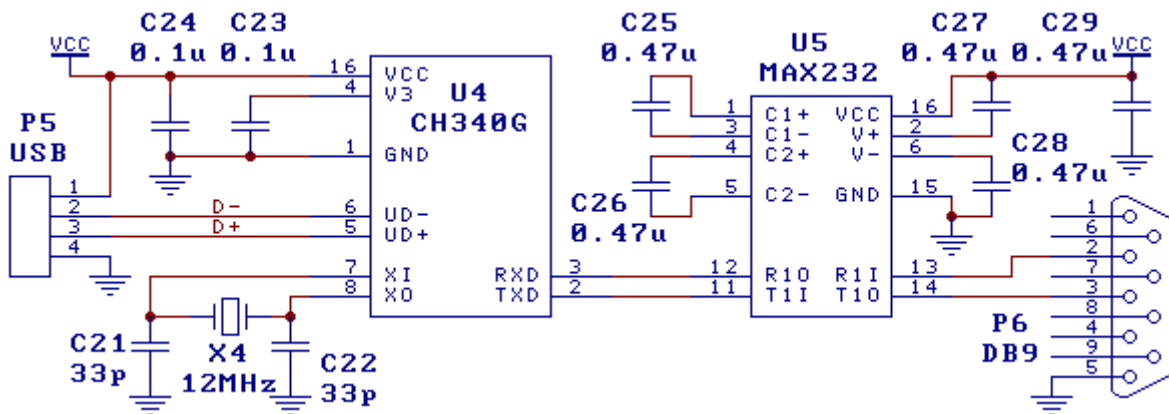 C24 C23
0.1u 0.1u
VCC
C25
0.47u
U5
MAX232
C27 C29
0.47u 0.47u
VCC
P5
USB
1
2
3
4
D-
D+
U4
CH340G
16 VCC
4 V3
1 GND
6 UD-
5 UD+
7 XI
8 XO
RXD 3
TXD 2
C21
33p
X4
12MHz
C22
33p
C26
0.47u
1 C1+
3 C1-
4 C2+
5 C2-
12 R1O
11 T1I
VCC 16
V+ 2
V- 6
GND 15
R1I 13
T1O 14
C28
0.47u
1
6
2
7
3
8
4
9
5
P6
DB9